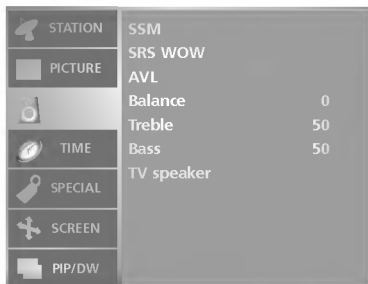 STATION
PICTURE
TIME
SPECIAL
SCREEN
PIP/DW
SSM
SRS WOW
AVL
Balance 0
Treble 50
Bass 50
TV speaker